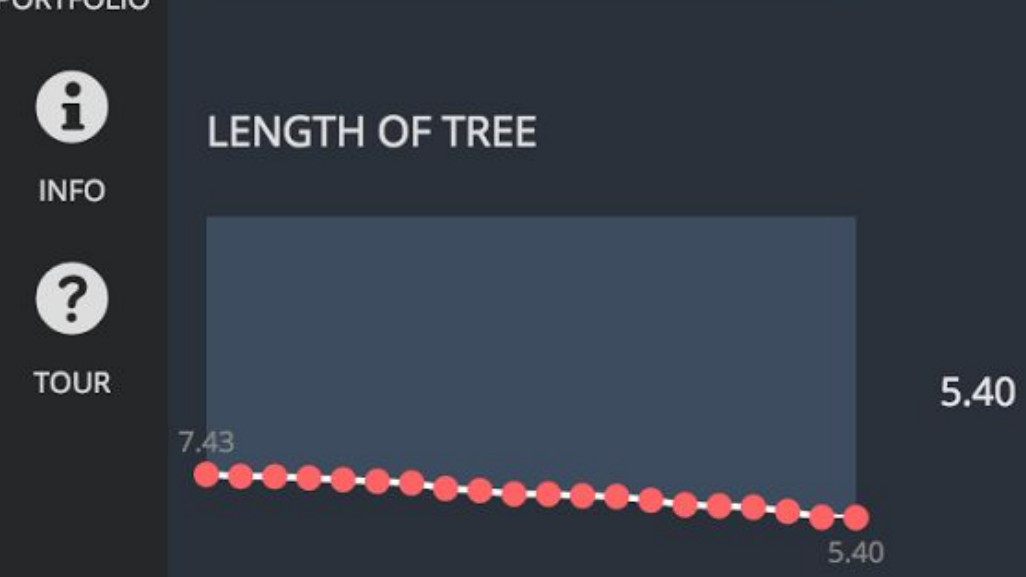 PORTFOLIO
INFO
TOUR
LENGTH OF TREE
7.43
5.40
5.40